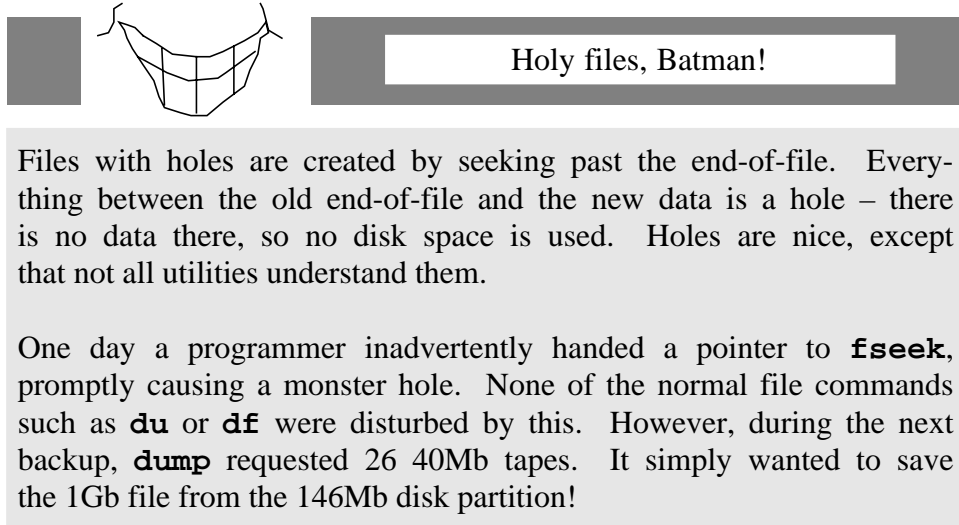 Holy files, Batman!
Files with holes are created by seeking past the end-of-file. Every-
thing between the old end-of-file and the new data is a hole – there
is no data there, so no disk space is used. Holes are nice, except
that not all utilities understand them.
One day a programmer inadvertently handed a pointer to fseek,
promptly causing a monster hole. None of the normal file commands
such as du or df were disturbed by this. However, during the next
backup, dump requested 26 40Mb tapes. It simply wanted to save
the 1Gb file from the 146Mb disk partition!